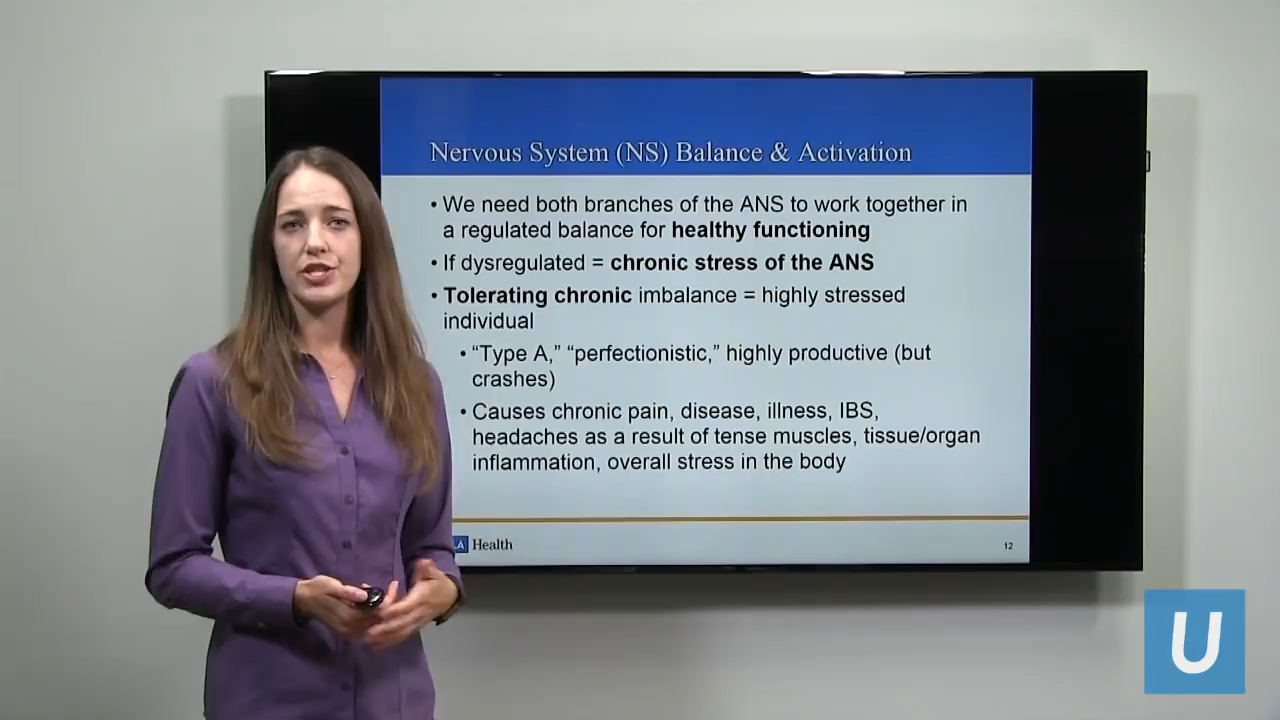 Nervous System (NS) Balance & Activation
• We need both branches of the ANS to work together in
a regulated balance for healthy functioning
• If dysregulated = chronic stress of the ANS
• Tolerating chronic imbalance = highly stressed
individual
• “Type A,” “perfectionistic,” highly productive (but
crashes)
• Causes chronic pain, disease, illness, IBS,
headaches as a result of tense muscles, tissue/organ
inflammation, overall stress in the body
LA Health
12
U